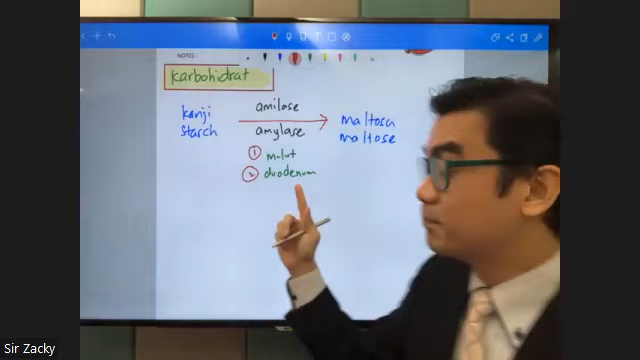 NOTES
karbohidrat
kanji
starch
amilase
amylase
maltosa
maltose
① mulut
② duodenum
Sir Zacky